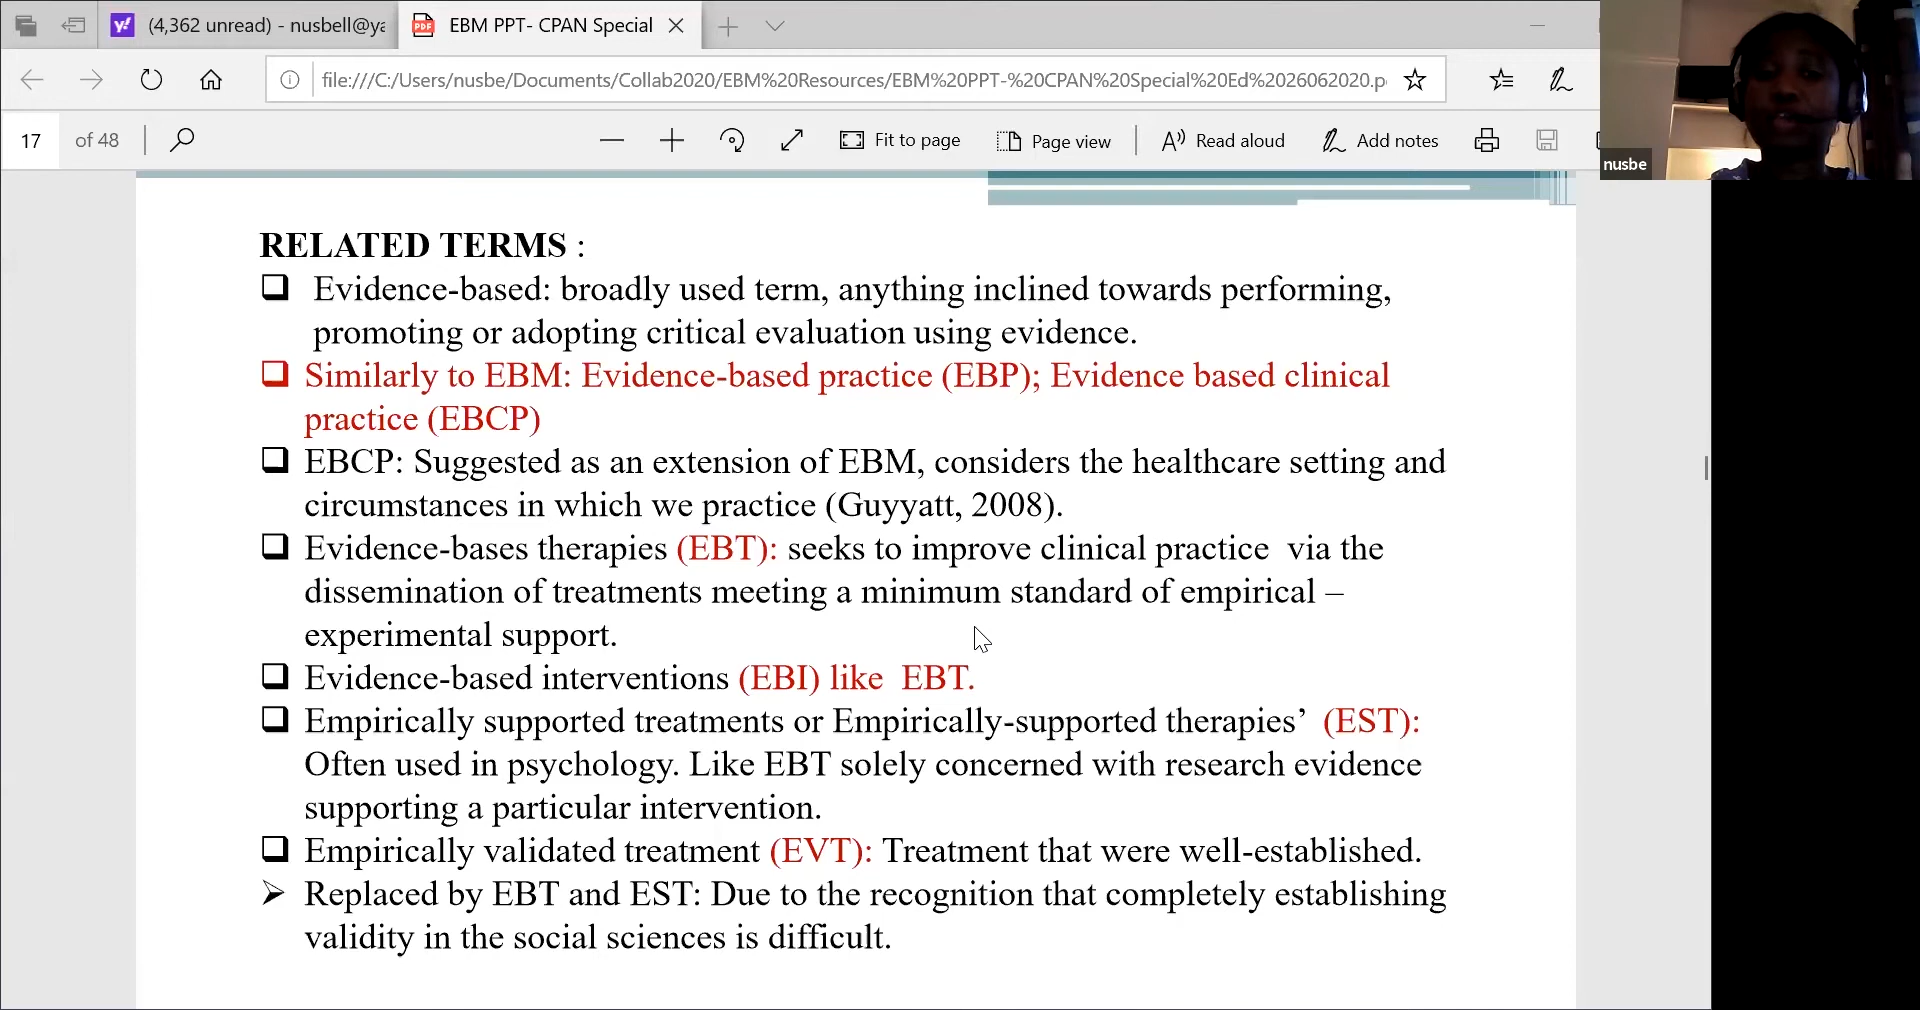 (4,362 unread) - nusbell@ya
PDF
EBM PPT- CPAN Special
file:///C:/Users/nusbe/Documents/Collab2020/EBM%20Resources/EBM%20PPT-%20CPAN%20Special%20Ed%2026062020.p
17 of 48
Fit to page
Page view
Read aloud
Add notes
nusbe
RELATED TERMS :
Evidence-based: broadly used term, anything inclined towards performing,
promoting or adopting critical evaluation using evidence.
Similarly to EBM: Evidence-based practice (EBP); Evidence based clinical
practice (EBCP)
EBCP: Suggested as an extension of EBM, considers the healthcare setting and
circumstances in which we practice (Guyyatt, 2008).
Evidence-bases therapies (EBT): seeks to improve clinical practice via the
dissemination of treatments meeting a minimum standard of empirical –
experimental support.
Evidence-based interventions (EBI) like EBT.
Empirically supported treatments or Empirically-supported therapies’ (EST):
Often used in psychology. Like EBT solely concerned with research evidence
supporting a particular intervention.
Empirically validated treatment (EVT): Treatment that were well-established.
Replaced by EBT and EST: Due to the recognition that completely establishing
validity in the social sciences is difficult.